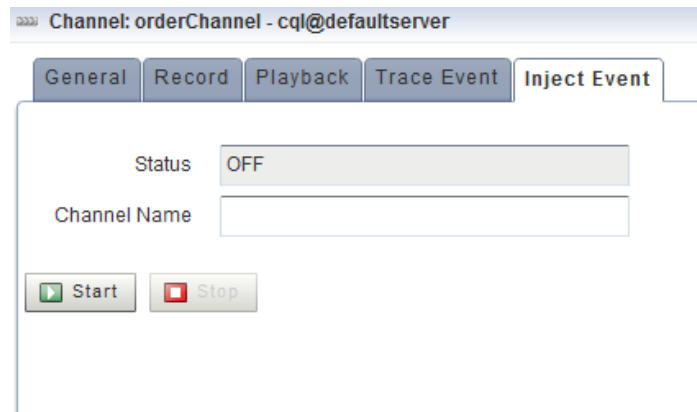 Channel: orderChannel - cql@defaultserver
General Record Playback Trace Event Inject Event
Status OFF
Channel Name
Start Stop